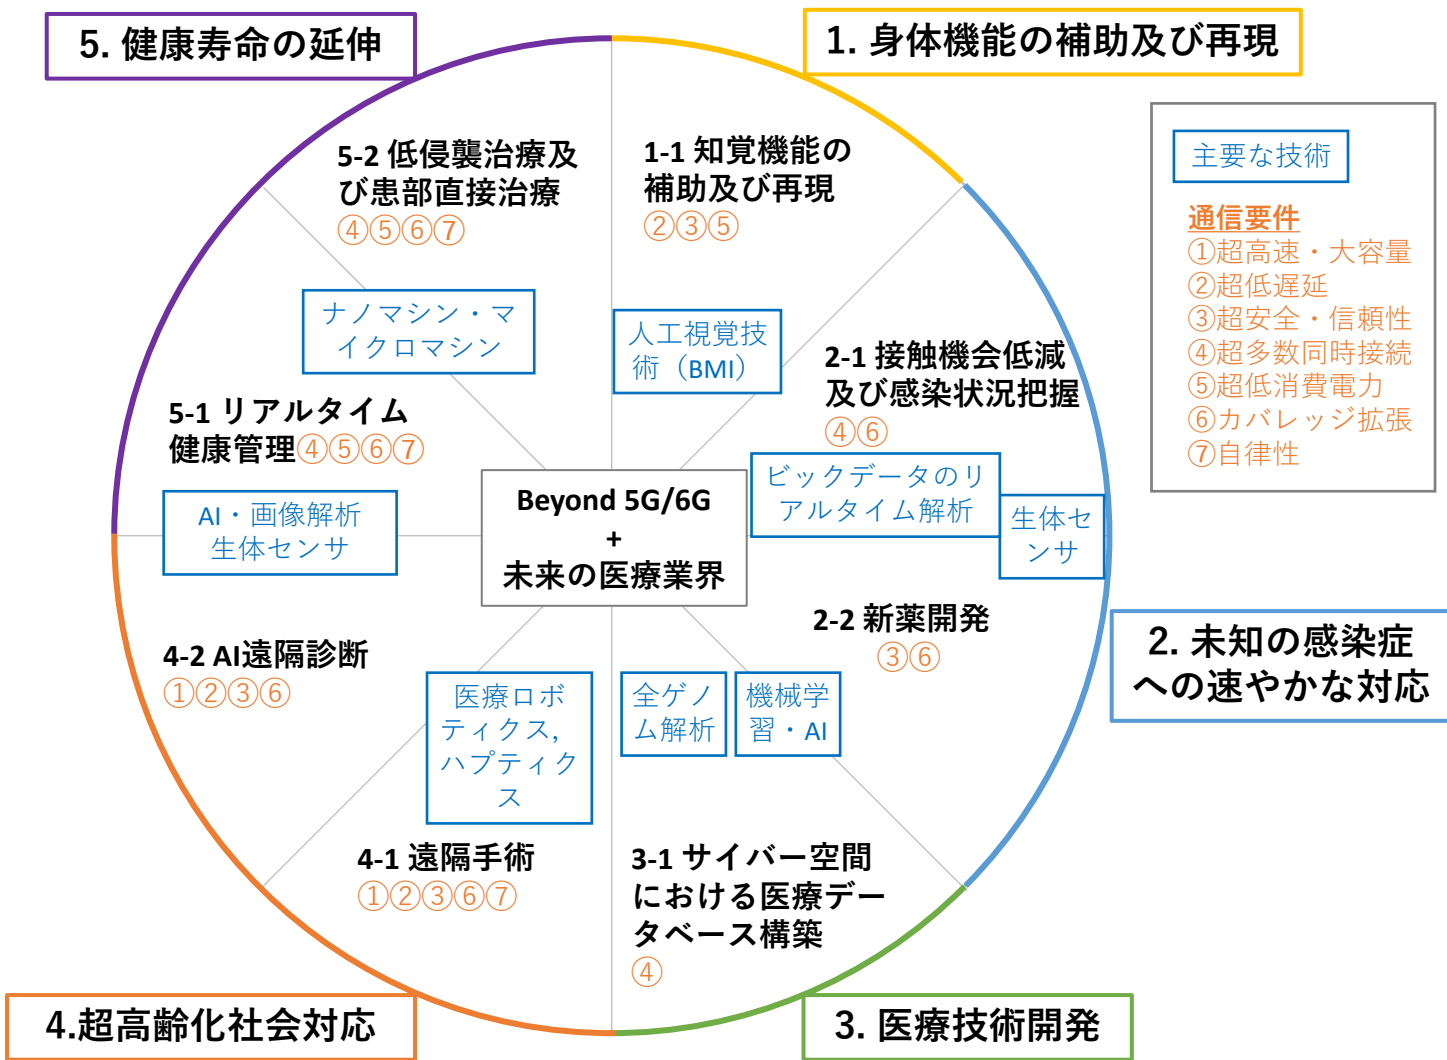 5. 健康寿命の延伸
1. 身体機能の補助及び再現
主要な技術
通信要件
①超高速・大容量
②超低遅延
③超安全・信頼性
④超多数同時接続
⑤超低消費電力
⑥カバレッジ拡張
⑦自律性
5-2 低侵襲治療及
び患部直接治療
④⑤⑥⑦
1-1 知覚機能の
補助及び再現
②③⑤
ナノマシン・マ
イクロマシン
人工視覚技
術（BMI）
2-1 接触機会低減
及び感染状況把握
④⑥
5-1 リアルタイム
健康管理④⑤⑥⑦
ビックデータのリ
アルタイム解析
生体セ
ンサ
AI・画像解析
生体センサ
Beyond 5G/6G
+
未来の医療業界
2-2 新薬開発
③⑥
2. 未知の感染症
への速やかな対応
4-2 AI遠隔診断
①②③⑥
医療ロボ
ティクス,
ハプティク
ス
全ゲノ
ム解析
機械学
習・AI
4-1 遠隔手術
①②③⑥⑦
3-1 サイバー空間
における医療デー
タベース構築
④
4.超高齢化社会対応
3. 医療技術開発